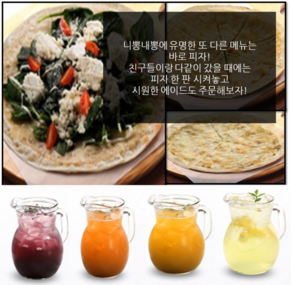 니뽕내뽕에 유명한 또 다른 메뉴는
바로 피자!
친구들이랑 다같이 갔을 때에는
피자 한 판 시켜놓고
시원한 에이드도 주문해보자!